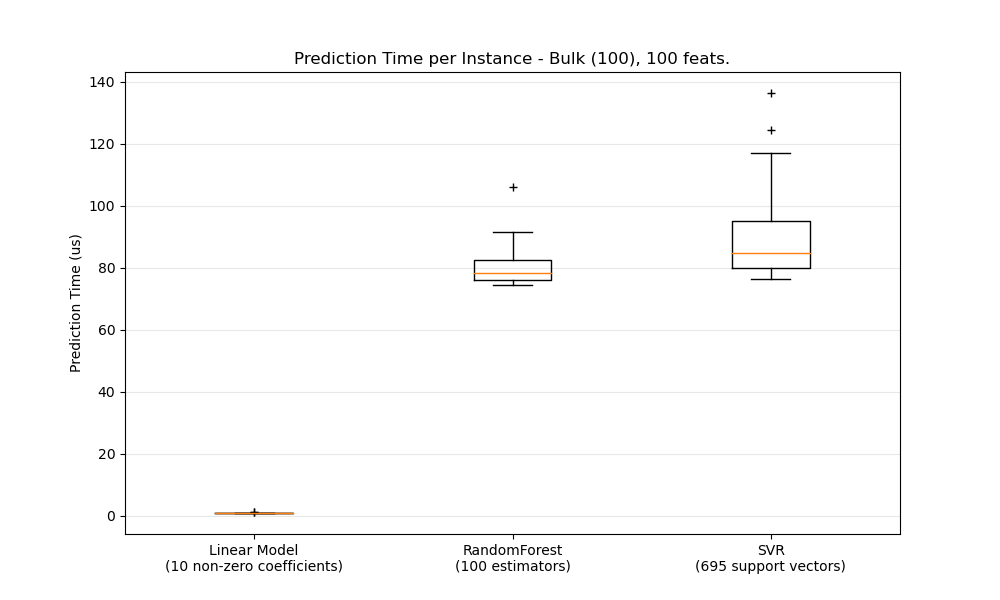 Prediction Time per Instance - Bulk (100), 100 feats.
Prediction Time (us)
140
120
100
80
60
40
20
0
Linear Model
(10 non-zero coefficients)
RandomForest
(100 estimators)
SVR
(695 support vectors)